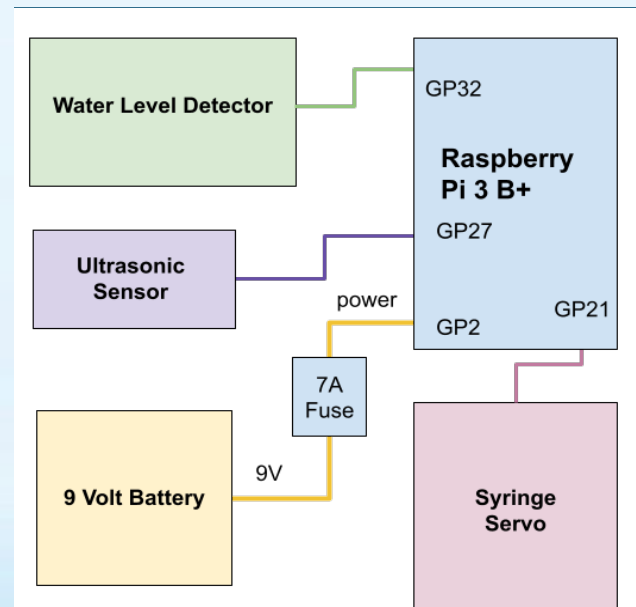 Water Level Detector
GP32
Raspberry
Pi 3 B+
GP27
Ultrasonic
Sensor
power
GP2
GP21
7A
Fuse
9V
9 Volt Battery
Syringe
Servo